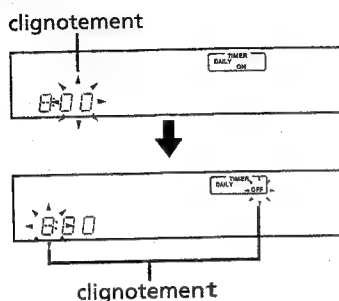 clignotement
TIMER
DAILY
ON
8:00
TIMER
DAILY
OFF
8:30
clignotement